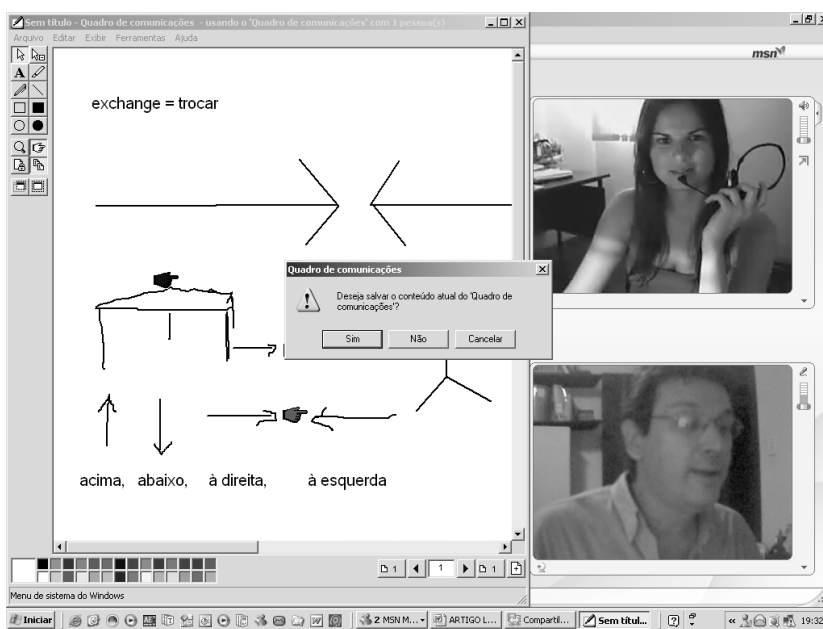 Sem título - Quadro de comunicações - usando o 'Quadro de comunicações' com 1 pessoa(s)
Arquivo Editar Exibir Ferramentas Ajuda
msn
A
exchange = trocar
Quadro de comunicações
Deseja salvar o conteúdo atual do 'Quadro de
comunicações'?
Sim Não Cancelar
acima, abaixo, à direita, à esquerda
1 1 1
Menu de sistema do Windows
Iniciar 2 MSN M... ARTIGO L... Compartil... Sem títul... 19:32